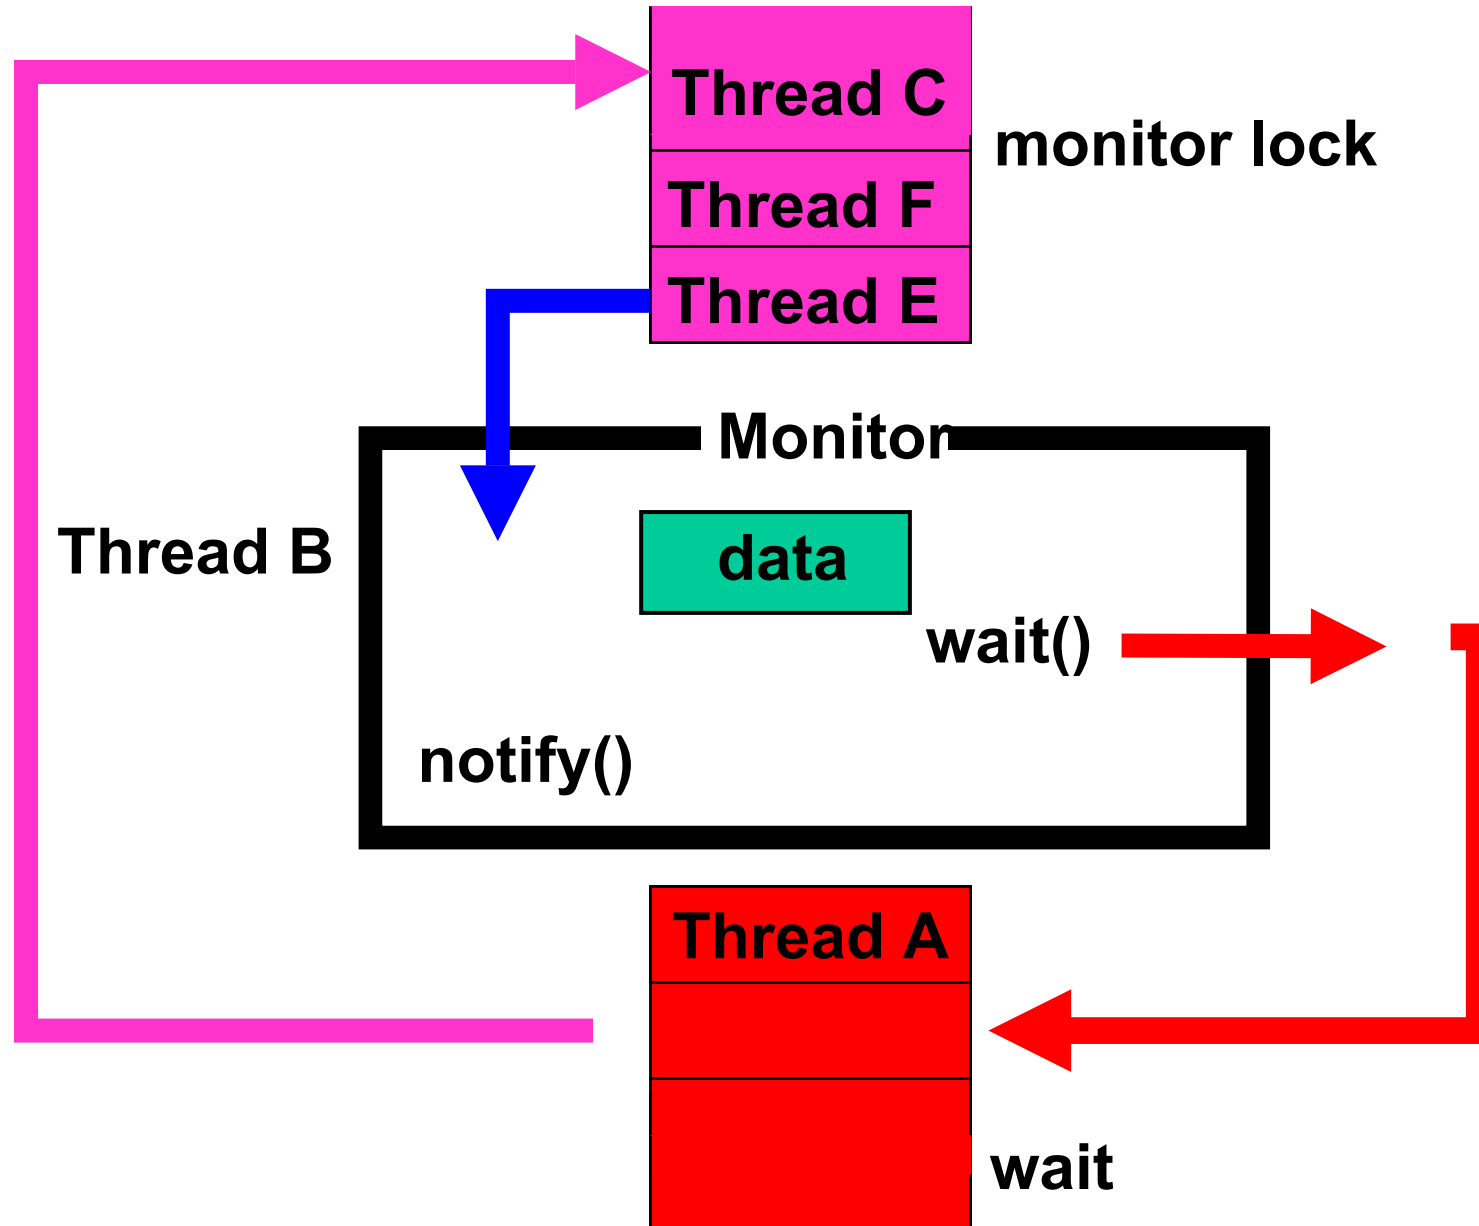 Thread C
monitor lock
Thread F
Thread E
Monitor
Thread B
data
wait()
notify()
Thread A
wait